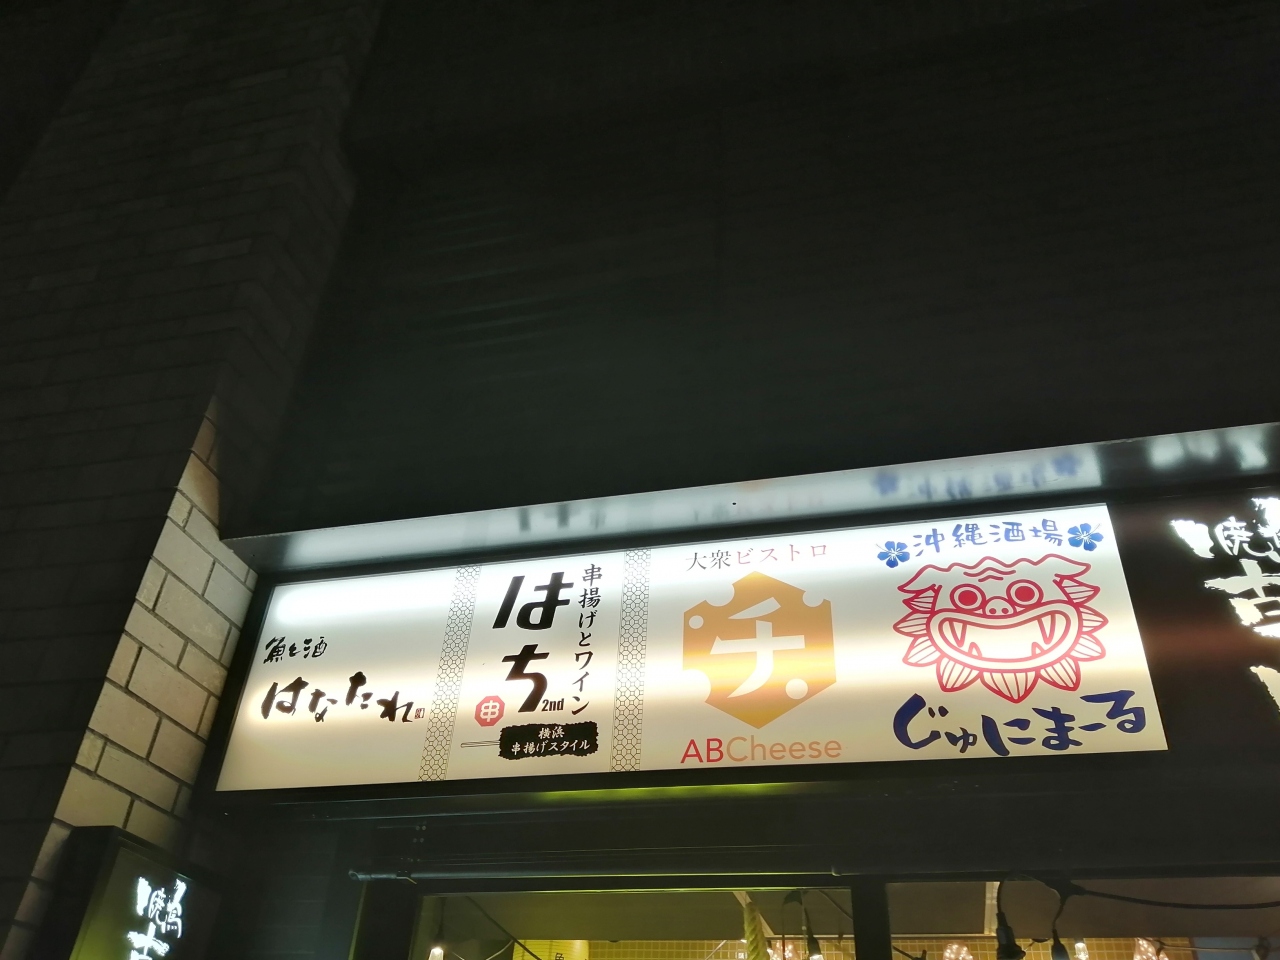 魚と酒
はなたれ
串揚げとワイン
はち
2nd
串
横浜
串揚げスタイル
大衆ビストロ
チ
ABCheese
沖縄酒場
じゅにまーる